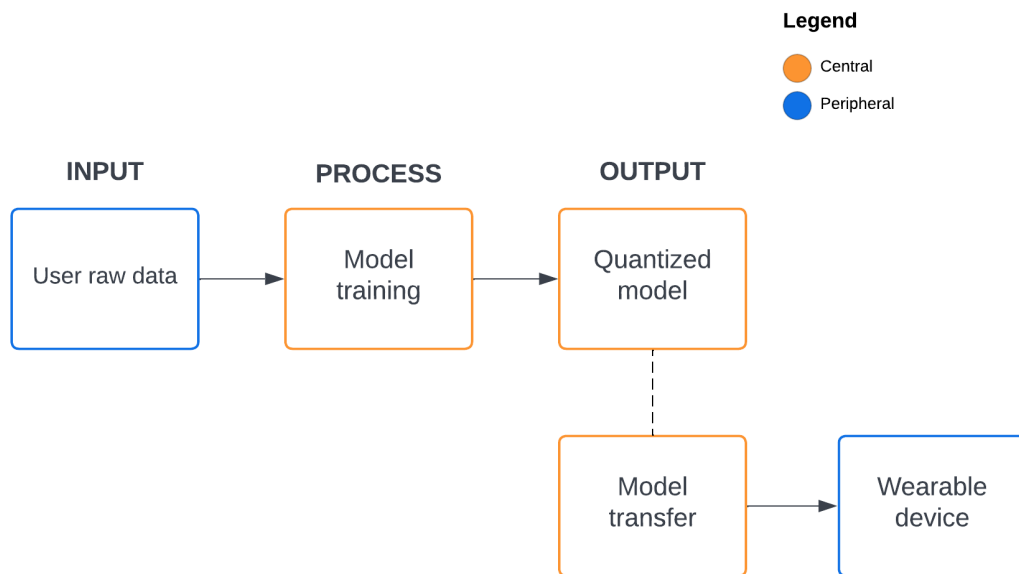 Legend
Central
Peripheral
INPUT
PROCESS
OUTPUT
User raw data
Model
training
Quantized
model
Model
transfer
Wearable
device